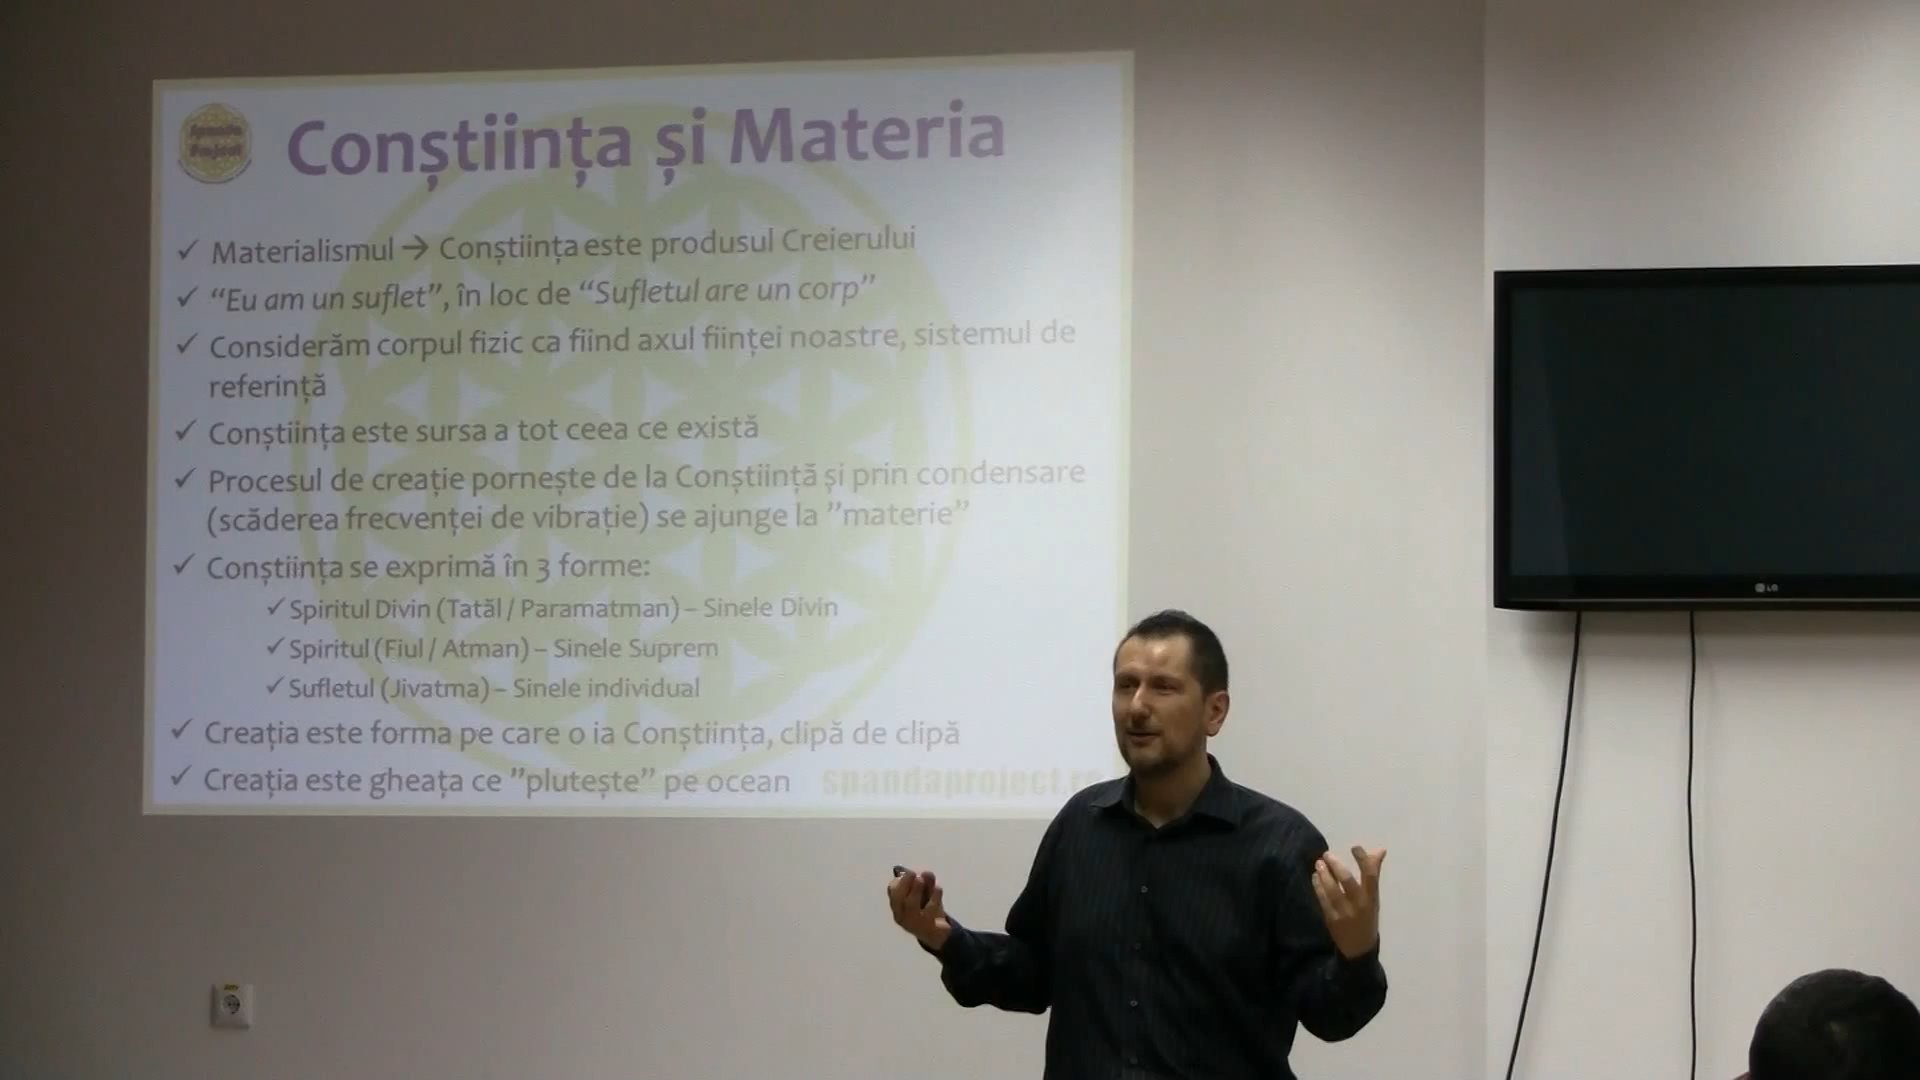 Spanda
Project
Conștiința și Materia
✓ Materialismul → Conștiința este produsul Creierului
✓ “Eu am un suflet”, în loc de “Sufletul are un corp”
✓ Considerăm corpul fizic ca fiind axul ființei noastre, sistemul de
referință
✓ Conștiința este sursa a tot ceea ce există
✓ Procesul de creație pornește de la Conștiință și prin condensare
(scăderea frecvenței de vibrație) se ajunge la ”materie”
✓ Conștiința se exprimă în 3 forme:
✓ Spiritul Divin (Tatăl / Paramatman) – Sinele Divin
✓ Spiritul (Fiul / Atman) – Sinele Suprem
✓ Sufletul (Jivatma) – Sinele individual
✓ Creația este forma pe care o ia Conștiința, clipă de clipă
✓ Creația este gheața ce ”plutește” pe ocean
spandaproject.ro
LG